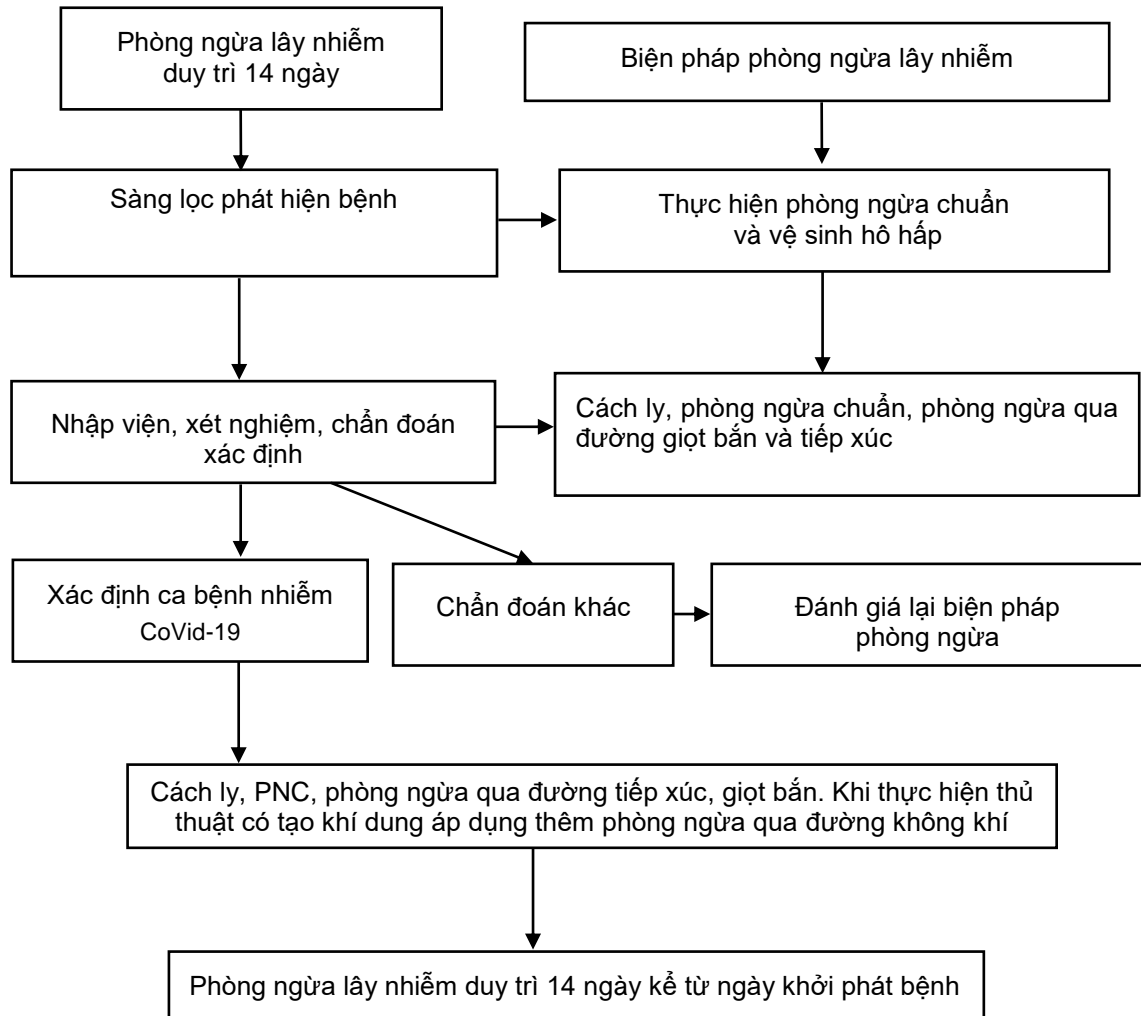 Phòng ngừa lây nhiễm
duy trì 14 ngày
Biện pháp phòng ngừa lây nhiễm
Sàng lọc phát hiện bệnh
Thực hiện phòng ngừa chuẩn
và vệ sinh hô hấp
Nhập viện, xét nghiệm, chẩn đoán
xác định
Cách ly, phòng ngừa chuẩn, phòng ngừa qua
đường giọt bắn và tiếp xúc
Xác định ca bệnh nhiễm
CoVid-19
Chẩn đoán khác
Đánh giá lại biện pháp
phòng ngừa
Cách ly, PNC, phòng ngừa qua đường tiếp xúc, giọt bắn. Khi thực hiện thủ
thuật có tạo khí dung áp dụng thêm phòng ngừa qua đường không khí
Phòng ngừa lây nhiễm duy trì 14 ngày kể từ ngày khởi phát bệnh